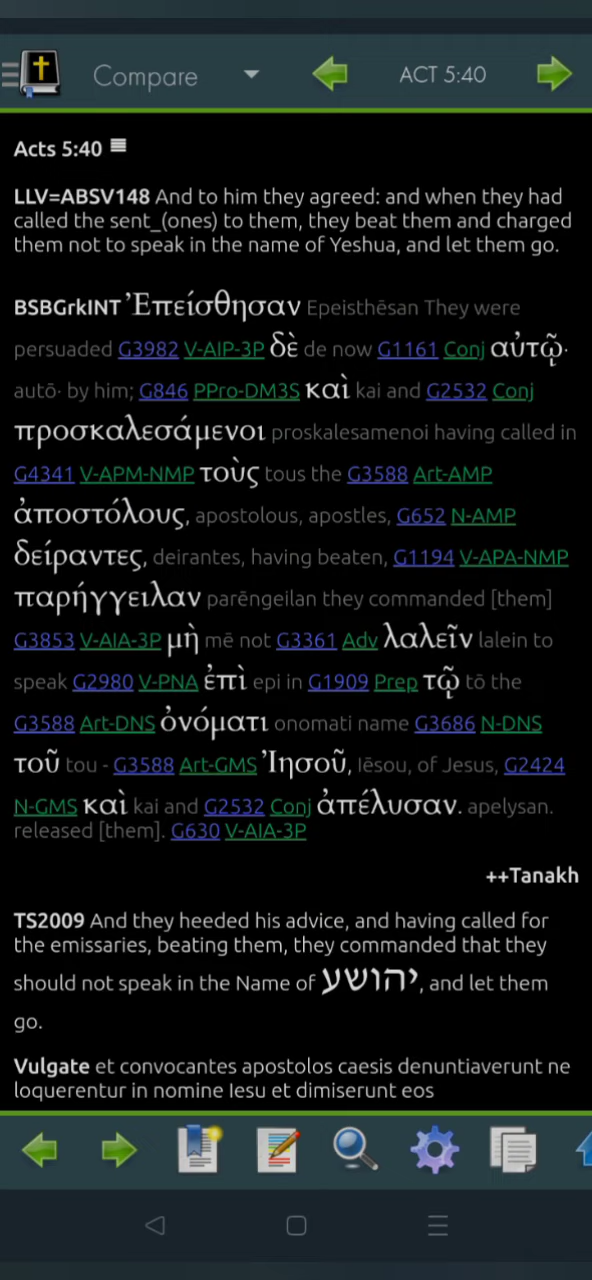 Compare
ACT 5:40
Acts 5:40
LLV=ABSV148 And to him they agreed: and when they had
called the sent_(ones) to them, they beat them and charged
them not to speak in the name of Yeshua, and let them go.
BSBGrkINT Ἐπείσθησαν Epeisthēsan They were
persuaded G3982 V-AIP-3P δὲ de now G1161 Conj αὐτῷ·
autō· by him; G846 PPro-DM3S καὶ kai and G2532 Conj
προσκαλεσάμενοι proskalesamenoi having called in
G4341 V-APM-NMP τοὺς tous the G3588 Art-AMP
ἀποστόλους, apostolous, apostles, G652 N-AMP
δείραντες, deirantes, having beaten, G1194 V-APA-NMP
παρήγγειλαν parēngeilan they commanded [them]
G3853 V-AIA-3P μὴ mē not G3361 Adv λαλεῖν lalein to
speak G2980 V-PNA ἐπὶ epi in G1909 Prep τῷ tō the
G3588 Art-DNS ὀνόματι onomati name G3686 N-DNS
τοῦ tou - G3588 Art-GMS Ἰησοῦ, Iēsou, of Jesus, G2424
N-GMS καὶ kai and G2532 Conj ἀπέλυσαν. apelysan.
released [them]. G630 V-AIA-3P
++Tanakh
TS2009 And they heeded his advice, and having called for
the emissaries, beating them, they commanded that they
should not speak in the Name of יהושע, and let them
go.
Vulgate et convocantes apostolos caesis denuntiaverunt ne
loquerentur in nomine Iesu et dimiserunt eos